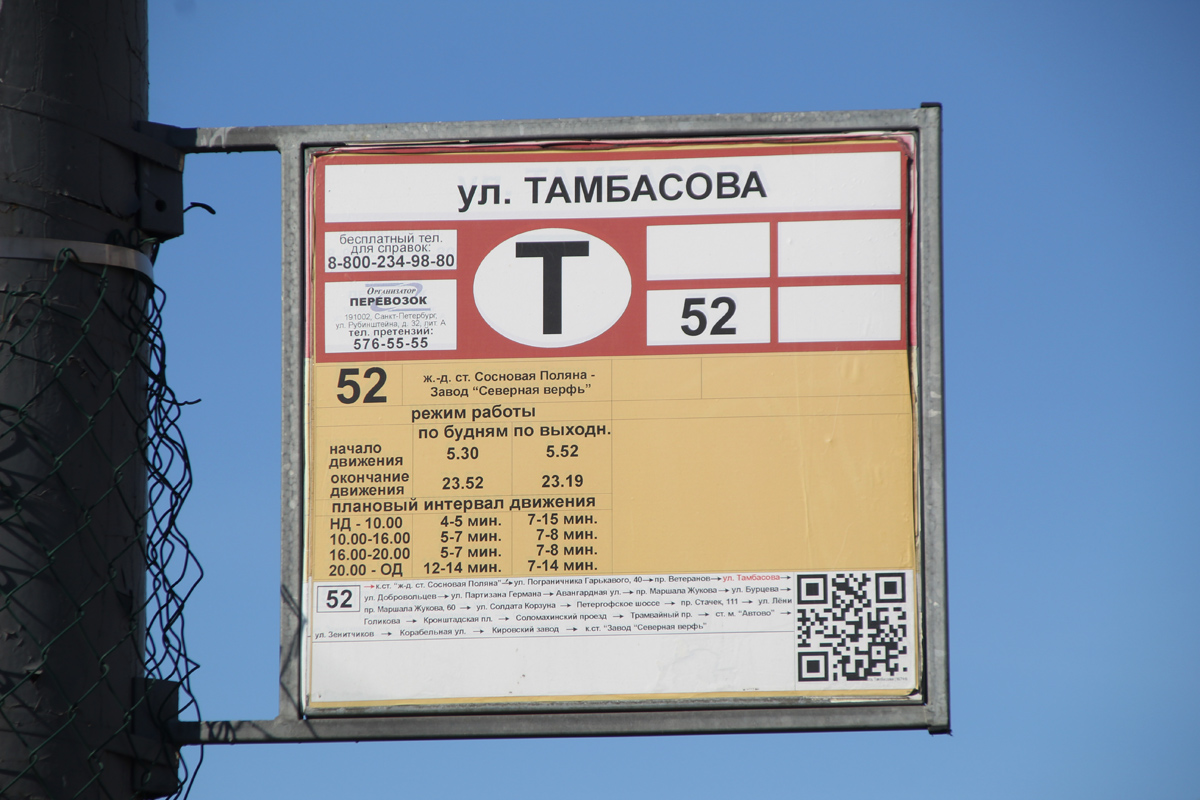 ул. ТАМБАСОВА
бесплатный тел.
для справок:
8-800-234-98-80
Организатор
ПЕРЕВОЗОК
191002, Санкт-Петербург,
ул. Рубинштейна, д. 32, лит. А
тел. претензий:
576-55-55
Т
52
52
ж.-д. ст. Сосновая Поляна -
Завод "Северная верфь"
режим работы
по будням по выходн.
начало движения 5.30 5.52
окончание движения 23.52 23.19
плановый интервал движения
НД - 10.00 4-5 мин. 7-15 мин.
10.00-16.00 5-7 мин. 7-8 мин.
16.00-20.00 5-7 мин. 7-8 мин.
20.00 - ОД 12-14 мин. 7-14 мин.
52
→ к.ст. "ж-д. ст. Сосновая Поляна" → ул. Пограничника Гарькавого, 40 → пр. Ветеранов → ул. Тамбасова →
ул. Добровольцев → ул. Партизана Германа → Авангардная ул. → пр. Маршала Жукова → ул. Бурцева →
пр. Маршала Жукова, 60 → ул. Солдата Корзуна → Петергофское шоссе → пр. Стачек, 111 → ул. Лёни
Голикова → Кронштадская пл. → Соломахинский проезд → Трамвайный пр. → ст. м. "Автово" →
ул. Зенитчиков → Корабельная ул. → Кировский завод → к.ст. "Завод "Северная верфь"